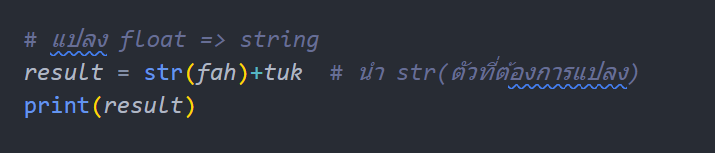 # แปลง float => string
result = str(fah)+tuk  # นำ str(ตัวที่ต้องการแปลง)
print(result)